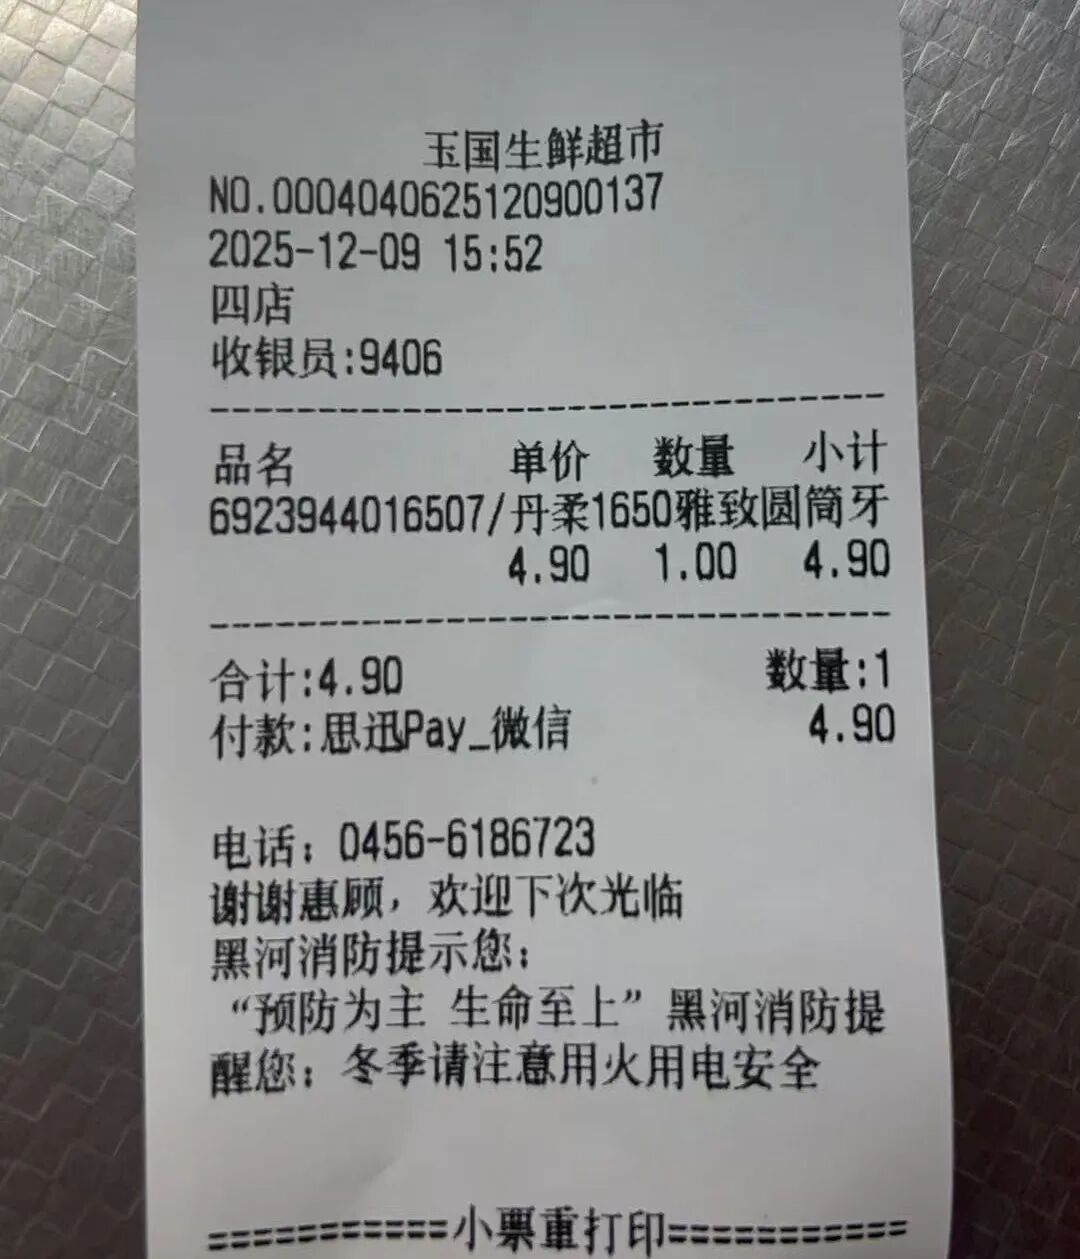 玉国生鲜超市
NO.0004040625120900137
2025-12-09 15:52
四店
收银员:9406
--------------------------------
品名 单价 数量 小计
6923944016507/丹柔1650雅致圆筒牙
4.90 1.00 4.90
--------------------------------
合计:4.90 数量:1
付款:思迅Pay_微信 4.90
电话: 0456-6186723
谢谢惠顾，欢迎下次光临
黑河消防提示您:
“预防为主 生命至上”黑河消防提
醒您: 冬季请注意用火用电安全
===========小票重打印===========